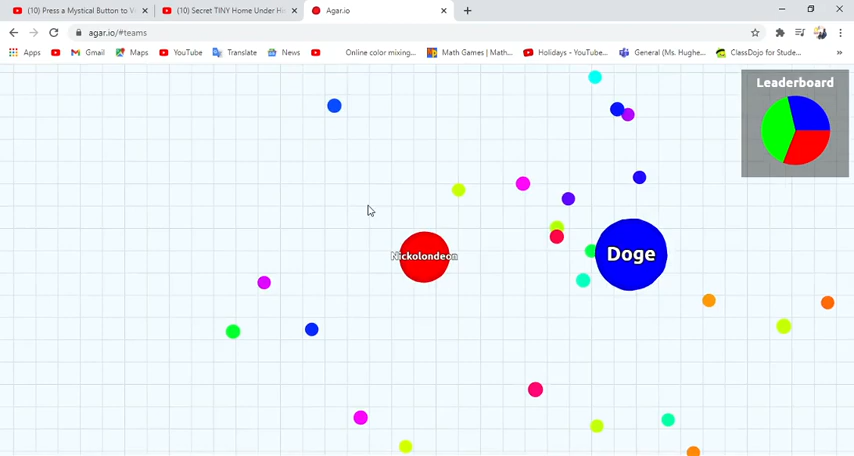 (10) Press a Mystical Button to V
(10) Secret TINY Home Under Hi
Agar.io
agar.io/#teams
Apps
Gmail
Maps
YouTube
Translate
News
Online color mixing...
Math Games | Math...
Holidays - YouTube...
General (Ms. Hughe...
ClassDojo for Stude...
»
Leaderboard
Nickolondeon
Doge